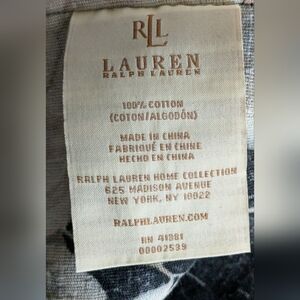 RLL
LAUREN
RALPH LAUREN
100% COTTON
(COTON/ALGODÓN)
MADE IN CHINA
FABRIQUÉ EN CHINE
HECHO EN CHINA
RALPH LAUREN HOME COLLECTION
625 MADISON AVENUE
NEW YORK, NY 10022
RALPHLAUREN.COM
RN 41381
00002539